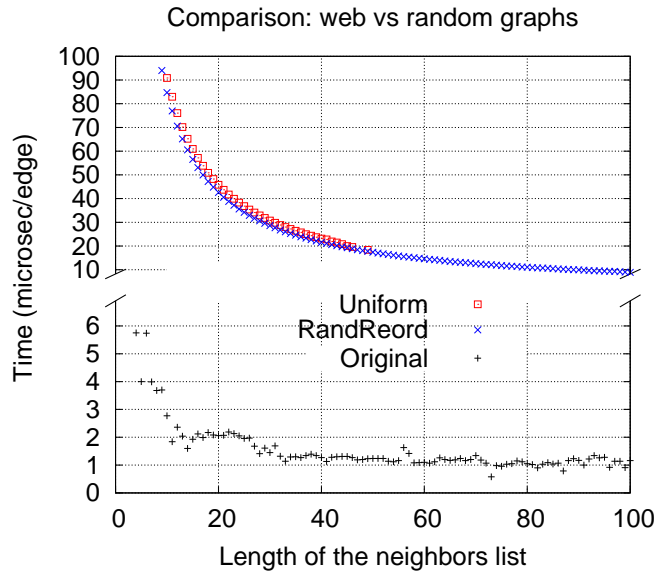 Comparison: web vs random graphs
100
90
80
70
60
50
40
30
20
10
Time (microsec/edge)
Uniform
RandReord
Original
6
5
4
3
2
1
0
0 20 40 60 80 100
Length of the neighbors list